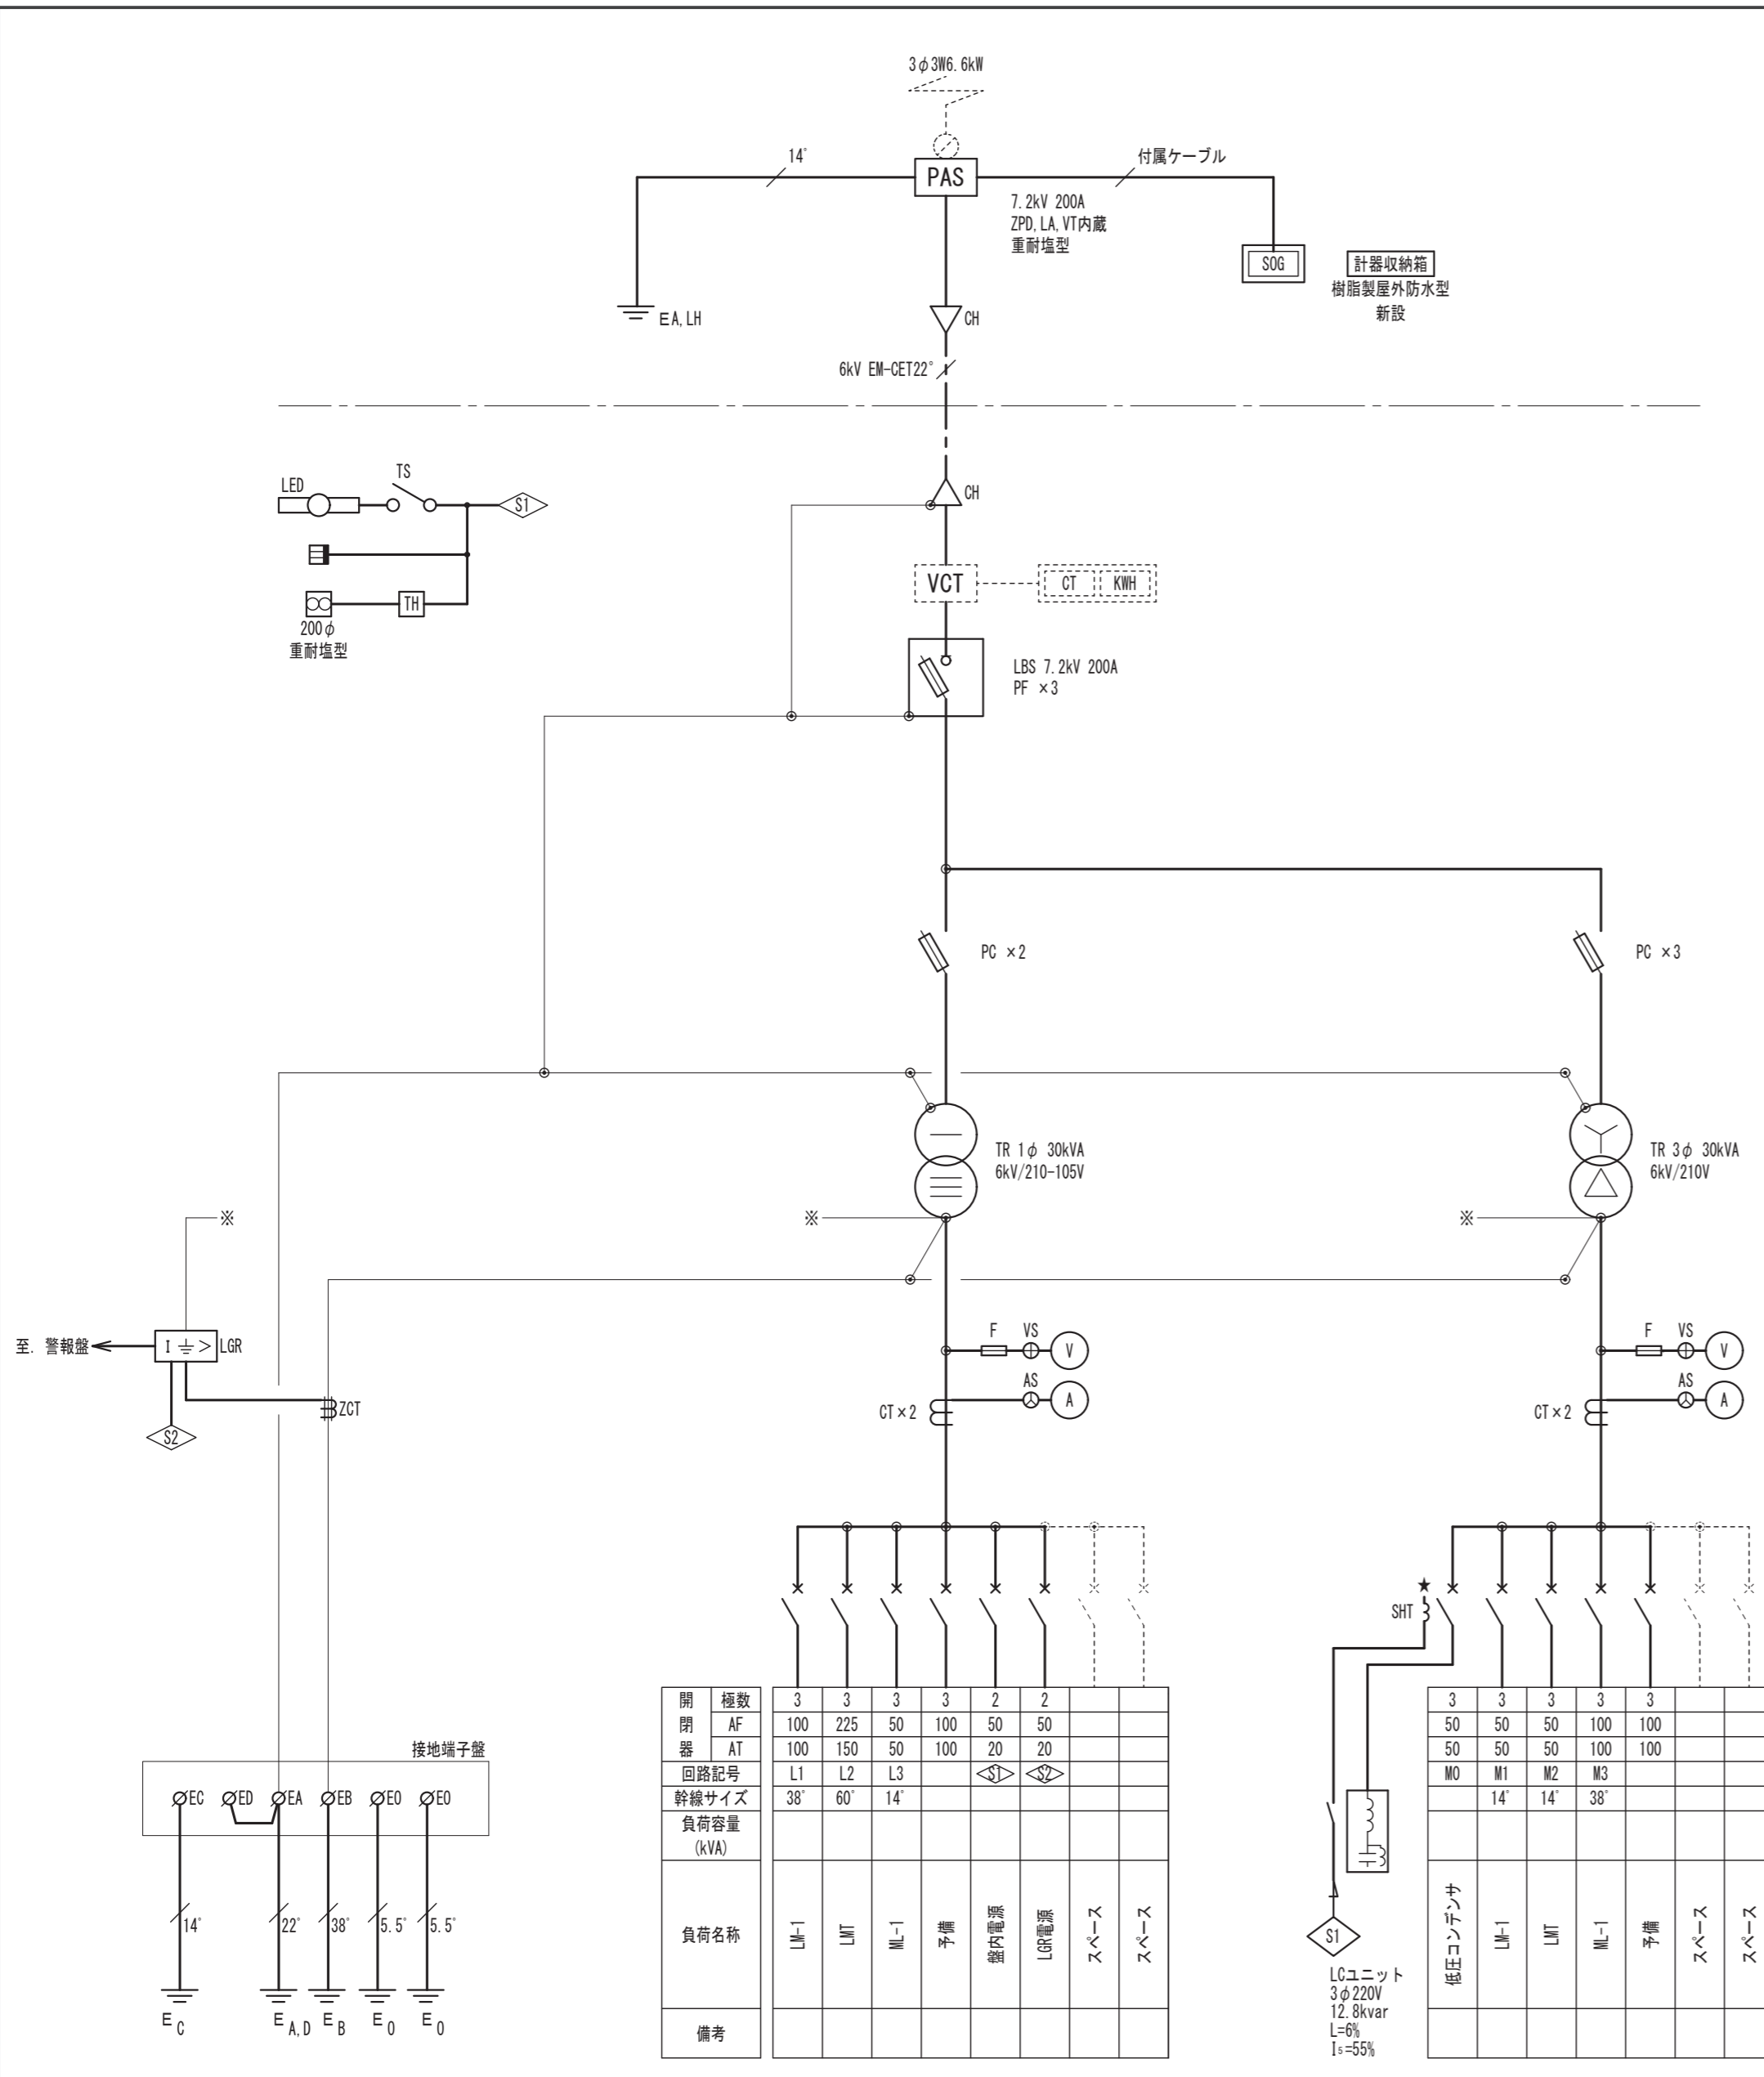 3φ3W6.6kW
14°
付属ケーブル
PAS
7.2kV 200A
ZPD,LA,VT内蔵
重耐塩型
SOG
計器収納箱
樹脂製屋外防水型
新設
EA,LH
CH
6kV EM-CET22°
LED
TS
S1
CH
VCT
CT
KWH
TH
200φ
重耐塩型
LBS 7.2kV 200A
PF ×3
PC ×2
PC ×3
TR 1φ 30kVA
6kV/210-105V
TR 3φ 30kVA
6kV/210V
※
※
※
至. 警報盤
I ⏚ >
LGR
ZCT
S2
F
VS
V
AS
A
CT×2
F
VS
V
AS
A
CT×2
★
SHT
開閉器 極数 3 3 3 3 2 2
AF 100 225 50 100 50 50
AT 100 150 50 100 20 20
回路記号 L1 L2 L3 S1 S2
幹線サイズ 38° 60° 14°
負荷容量
(kVA)
負荷名称 LM-1 LMT ML-1 予備 盤内電源 LGR電源 スペース スペース
備考
3 3 3 3 3
50 50 50 100 100
50 50 50 100 100
M0 M1 M2 M3
14° 14° 38°
低圧コンデンサ LM-1 LMT ML-1 予備 スペース スペース
S1
LCユニット
3φ220V
12.8kvar
L=6%
I₅=55%
接地端子盤
EC ED EA EB EO EO
14° 22° 38° 5.5° 5.5°
EC EA,D EB EO EO